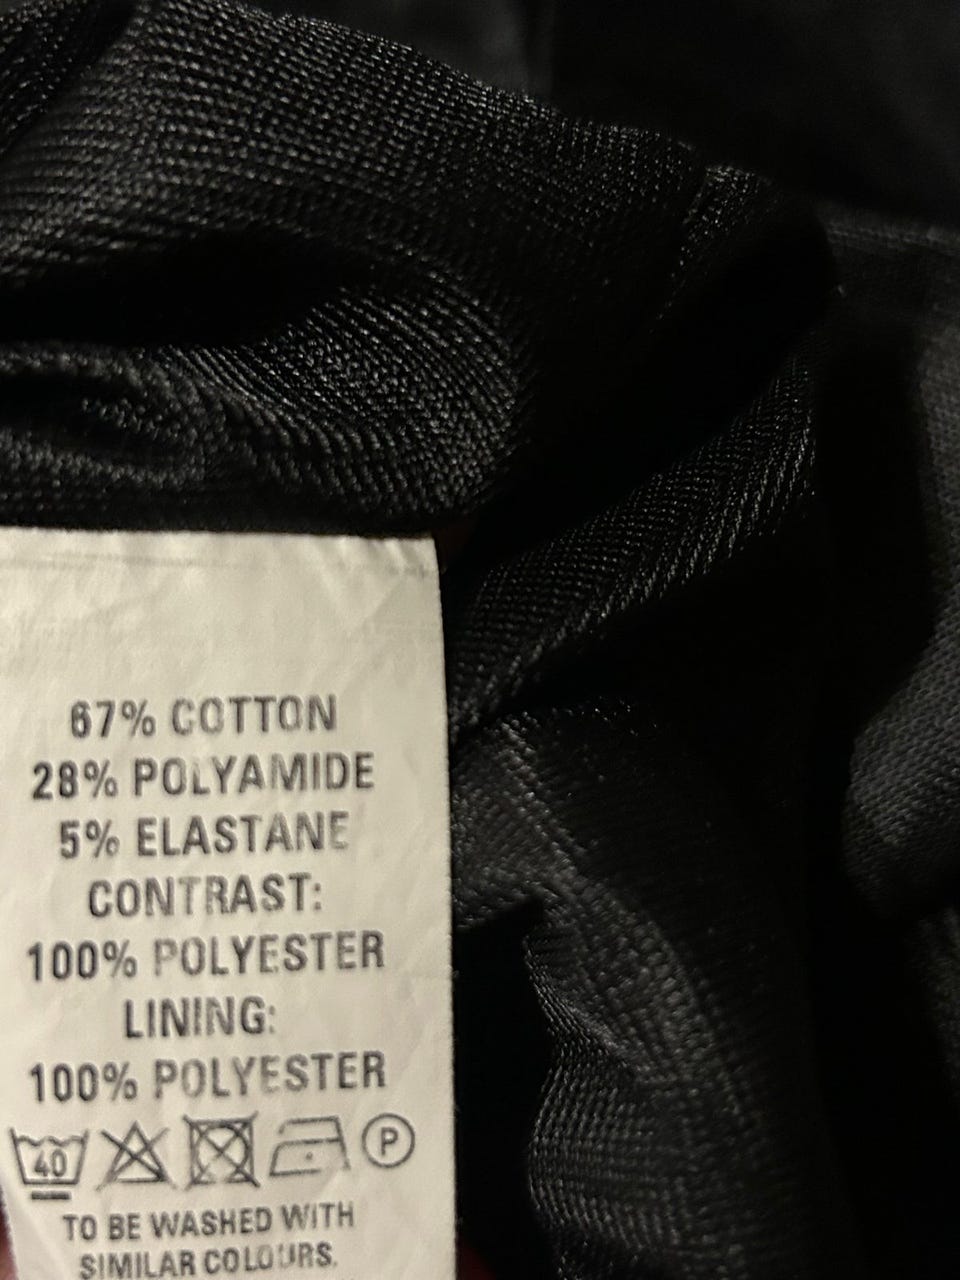 67% COTTON
28% POLYAMIDE
5% ELASTANE
CONTRAST:
100% POLYESTER
LINING:
100% POLYESTER
40 P
TO BE WASHED WITH
SIMILAR COLOURS.